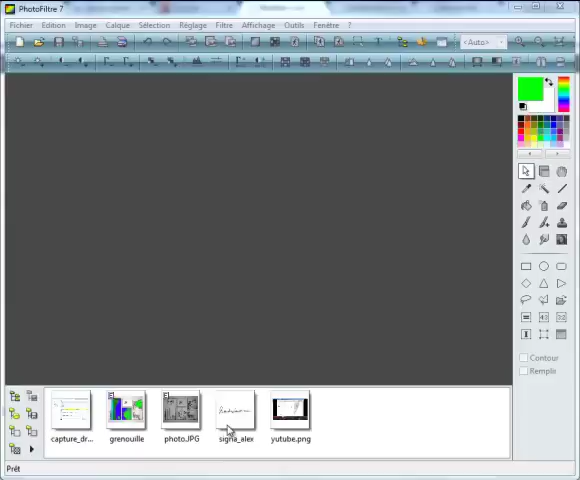 PhotoFiltre 7
Fichier Edition Image Calque Sélection Réglage Filtre Affichage Outils Fenêtre ?
<Auto>
Contour
Remplir
capture_dr... grenouille photo.JPG signa_alex yutube.png
Prêt